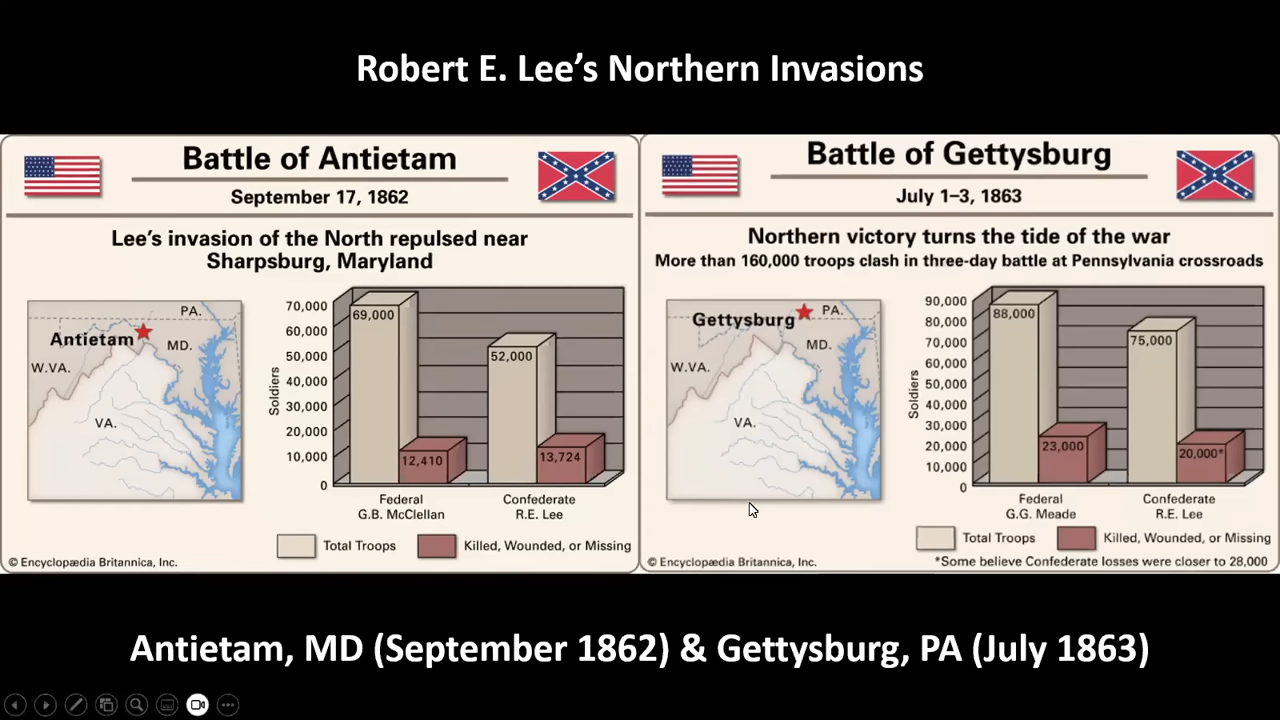 Robert E. Lee's Northern Invasions
Battle of Antietam
September 17, 1862
Lee's invasion of the North repulsed near
Sharpsburg, Maryland
PA.
Antietam
MD.
W.VA.
VA.
Soldiers
70,000
60,000
50,000
40,000
30,000
20,000
10,000
0
69,000
12,410
52,000
13,724
Federal
G.B. McClellan
Confederate
R.E. Lee
Total Troops
Killed, Wounded, or Missing
© Encyclopædia Britannica, Inc.
Battle of Gettysburg
July 1–3, 1863
Northern victory turns the tide of the war
More than 160,000 troops clash in three-day battle at Pennsylvania crossroads
Gettysburg
PA.
MD.
W.VA.
VA.
Soldiers
90,000
80,000
70,000
60,000
50,000
40,000
30,000
20,000
10,000
0
88,000
23,000
75,000
20,000*
Federal
G.G. Meade
Confederate
R.E. Lee
Total Troops
Killed, Wounded, or Missing
© Encyclopædia Britannica, Inc.
*Some believe Confederate losses were closer to 28,000
Antietam, MD (September 1862) & Gettysburg, PA (July 1863)